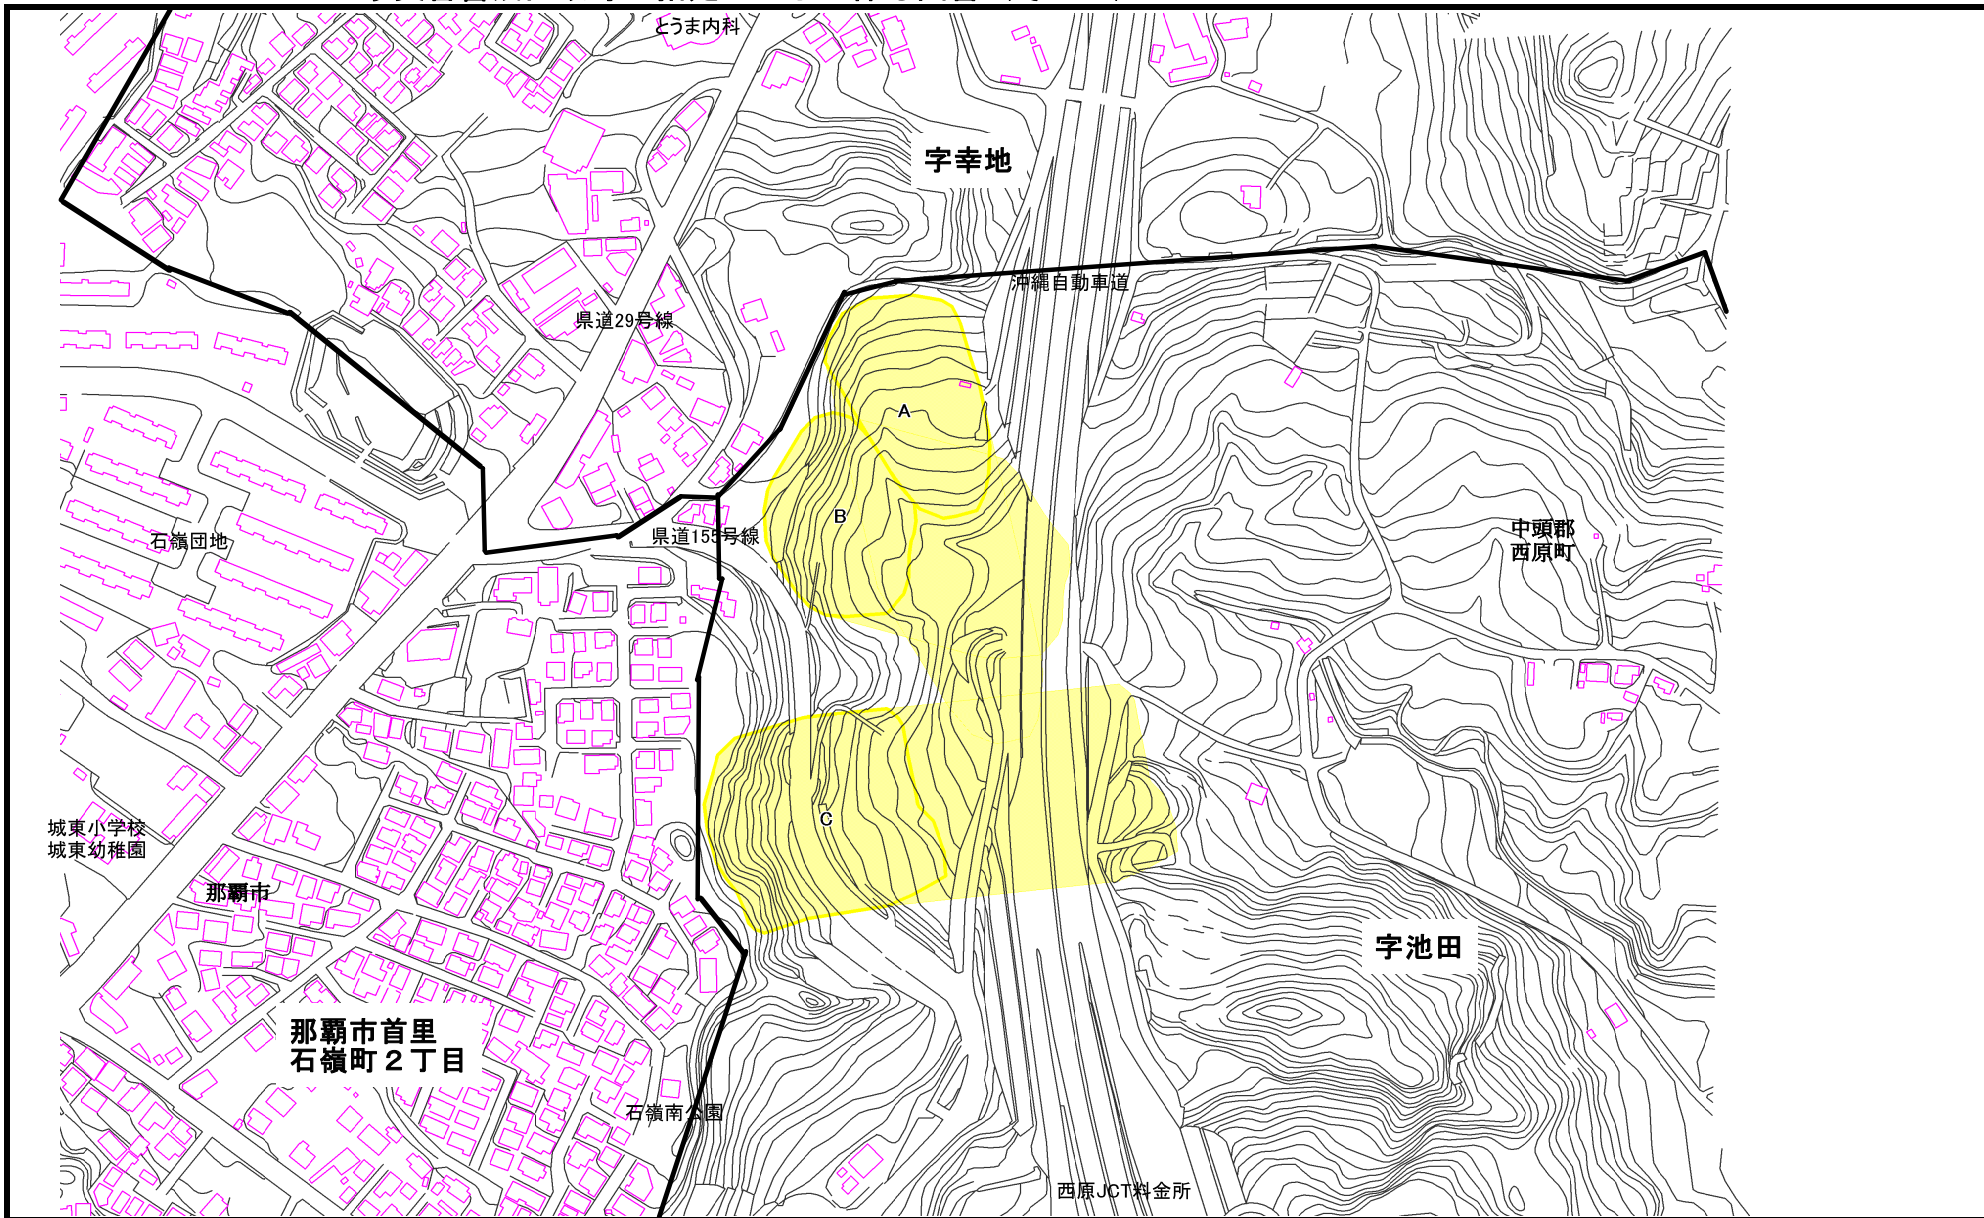 とうま内科
字幸地
沖縄自動車道
県道29号線
A
B
県道155号線
石嶺団地
中頭郡
西原町
城東小学校
城東幼稚園
C
那覇市
字池田
那覇市首里
石嶺町２丁目
石嶺南公園
西原JCT料金所